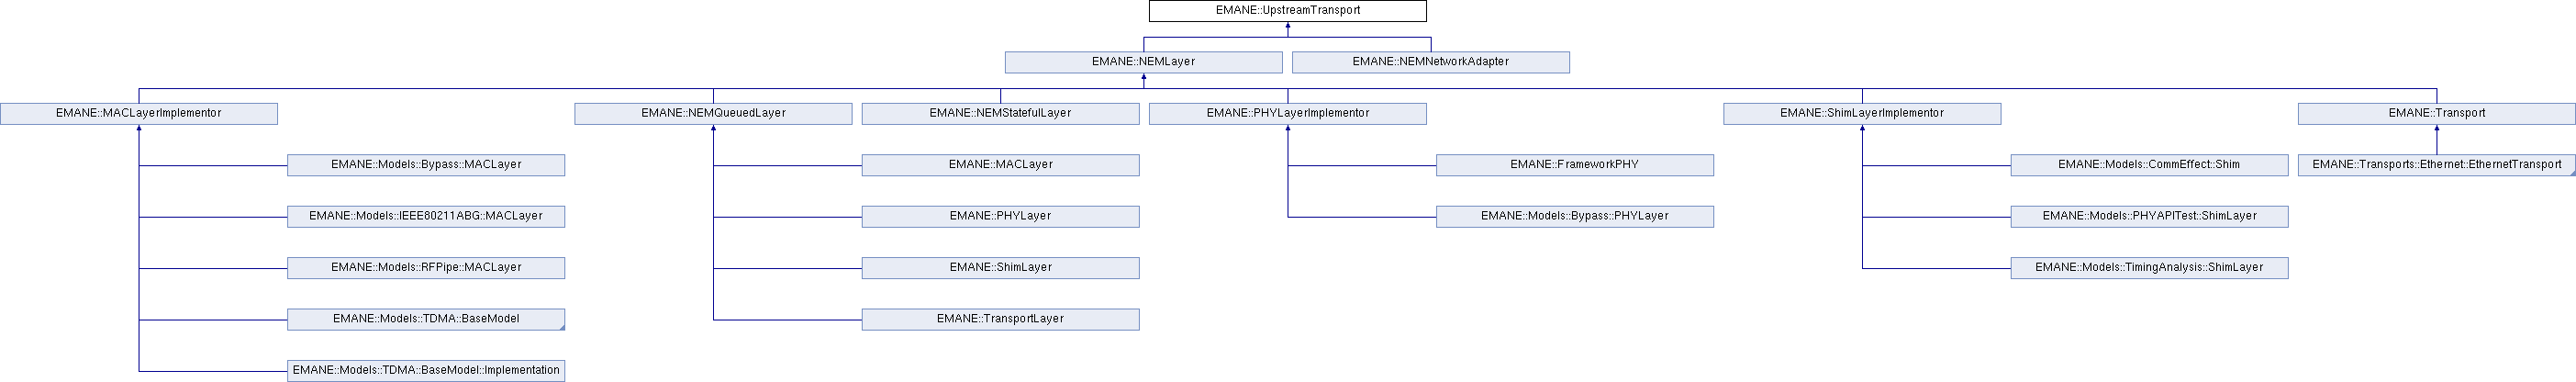 EMANE::UpstreamTransport
EMANE::NEMLayer
EMANE::NEMNetworkAdapter
EMANE::MACLayerImplementor
EMANE::NEMQueuedLayer
EMANE::NEMStatefulLayer
EMANE::PHYLayerImplementor
EMANE::ShimLayerImplementor
EMANE::Transport
EMANE::Models::Bypass::MACLayer
EMANE::MACLayer
EMANE::FrameworkPHY
EMANE::Models::CommEffect::Shim
EMANE::Transports::Ethernet::EthernetTransport
EMANE::Models::IEEE80211ABG::MACLayer
EMANE::PHYLayer
EMANE::Models::Bypass::PHYLayer
EMANE::Models::PHYAPITest::ShimLayer
EMANE::Models::RFPipe::MACLayer
EMANE::ShimLayer
EMANE::Models::TimingAnalysis::ShimLayer
EMANE::Models::TDMA::BaseModel
EMANE::TransportLayer
EMANE::Models::TDMA::BaseModel::Implementation